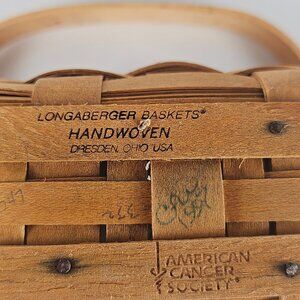 LONGABERGER BASKETS®
HANDWOVEN
DRESDEN, OHIO USA
AMERICAN
CANCER
SOCIETY®